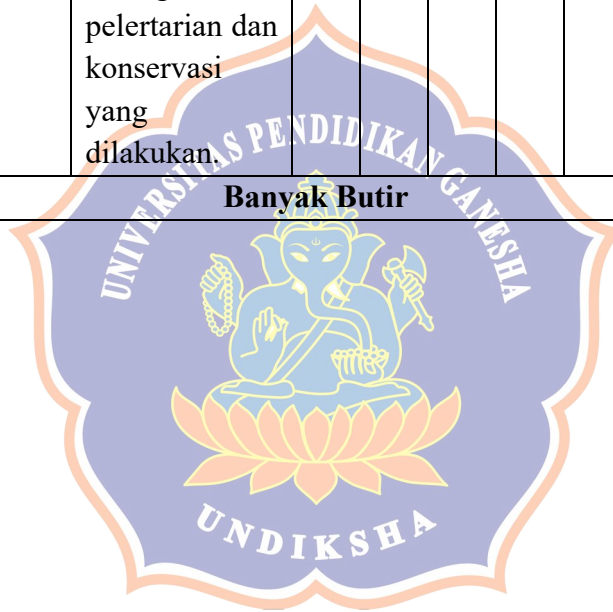 pelertarian dan
konservasi
yang
dilakukan.
Banyak Butir
UNIVERSITAS PENDIDIKAN GANESHA
UNDIKSHA